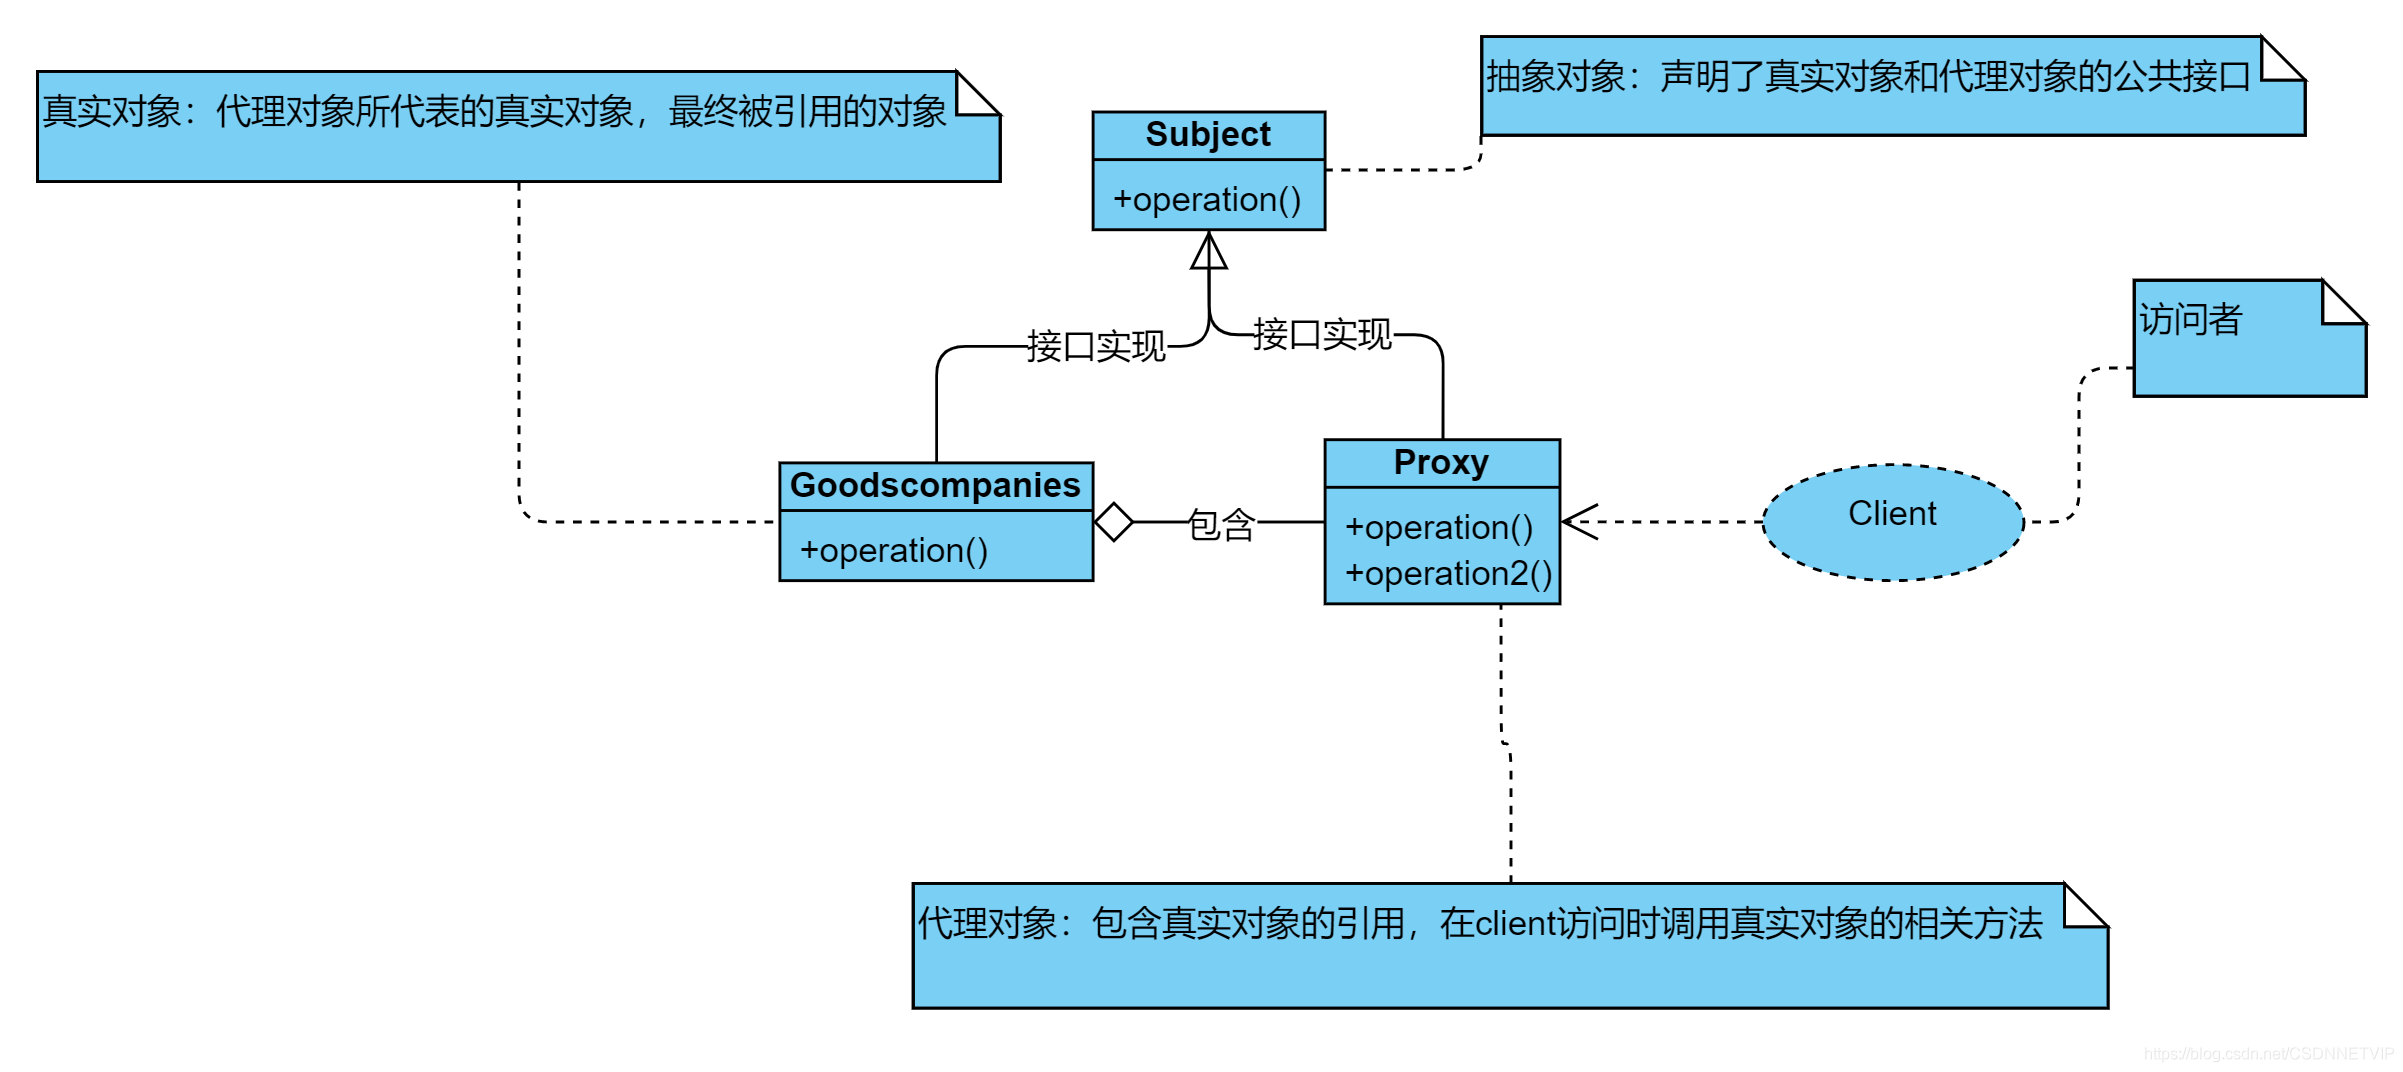 抽象对象：声明了真实对象和代理对象的公共接口
真实对象：代理对象所代表的真实对象，最终被引用的对象
Subject
+operation()
访问者
接口实现
接口实现
Goodscompanies
+operation()
包含
Proxy
+operation()
+operation2()
Client
代理对象：包含真实对象的引用，在client访问时调用真实对象的相关方法
https://blog.csdn.net/CSDNNETVIP